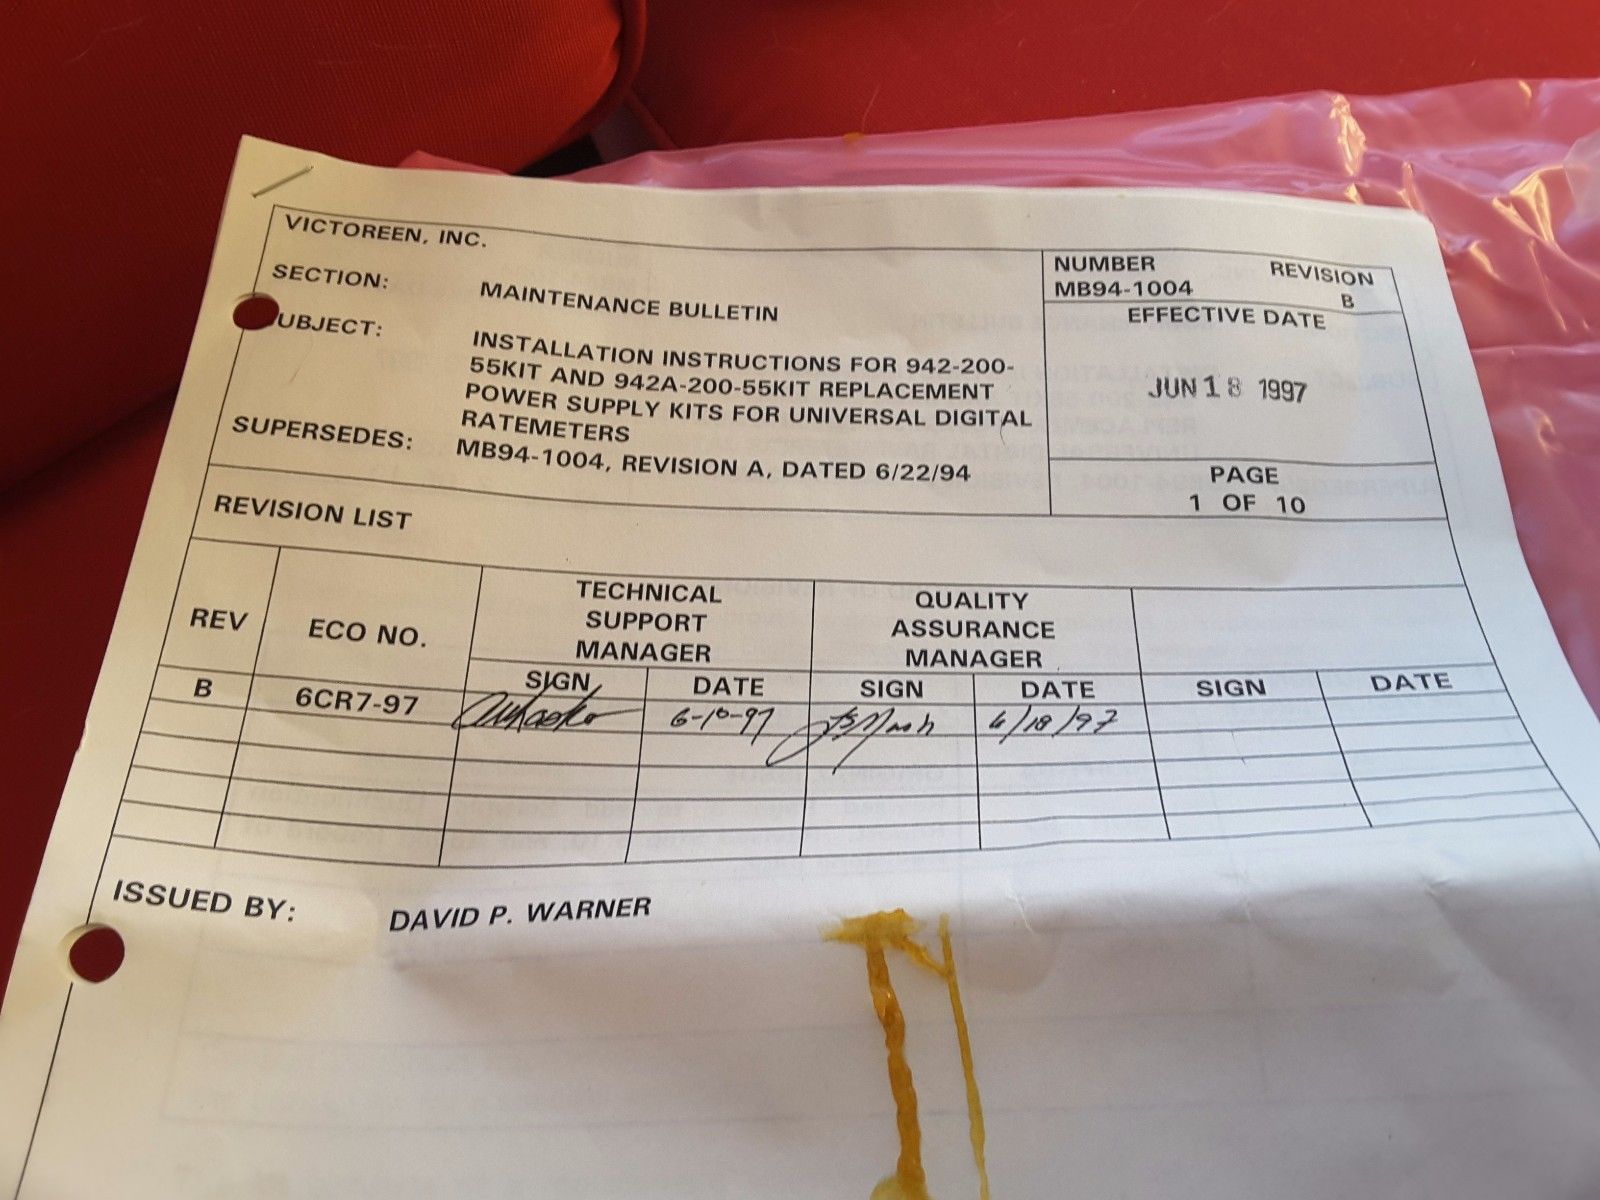 VICTOREEN, INC.
NUMBER REVISION
MB94-1004 B
SECTION: MAINTENANCE BULLETIN
EFFECTIVE DATE
JUN 18 1997
UBJECT: INSTALLATION INSTRUCTIONS FOR 942-200-
55KIT AND 942A-200-55KIT REPLACEMENT
POWER SUPPLY KITS FOR UNIVERSAL DIGITAL
RATEMETERS
SUPERSEDES: MB94-1004, REVISION A, DATED 6/22/94
PAGE
1 OF 10
REVISION LIST
REV
ECO NO.
TECHNICAL
SUPPORT
MANAGER
QUALITY
ASSURANCE
MANAGER
SIGN DATE SIGN DATE SIGN DATE
B 6CR7-97 6-10-97 6/18/97
ISSUED BY: DAVID P. WARNER